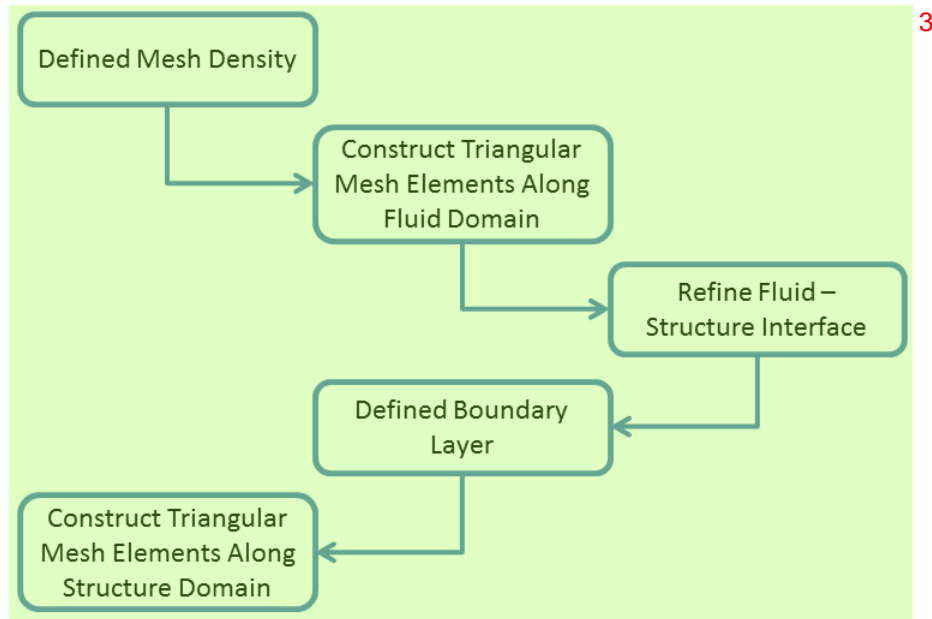 3
Defined Mesh Density
Construct Triangular
Mesh Elements Along
Fluid Domain
Refine Fluid –
Structure Interface
Defined Boundary
Layer
Construct Triangular
Mesh Elements Along
Structure Domain